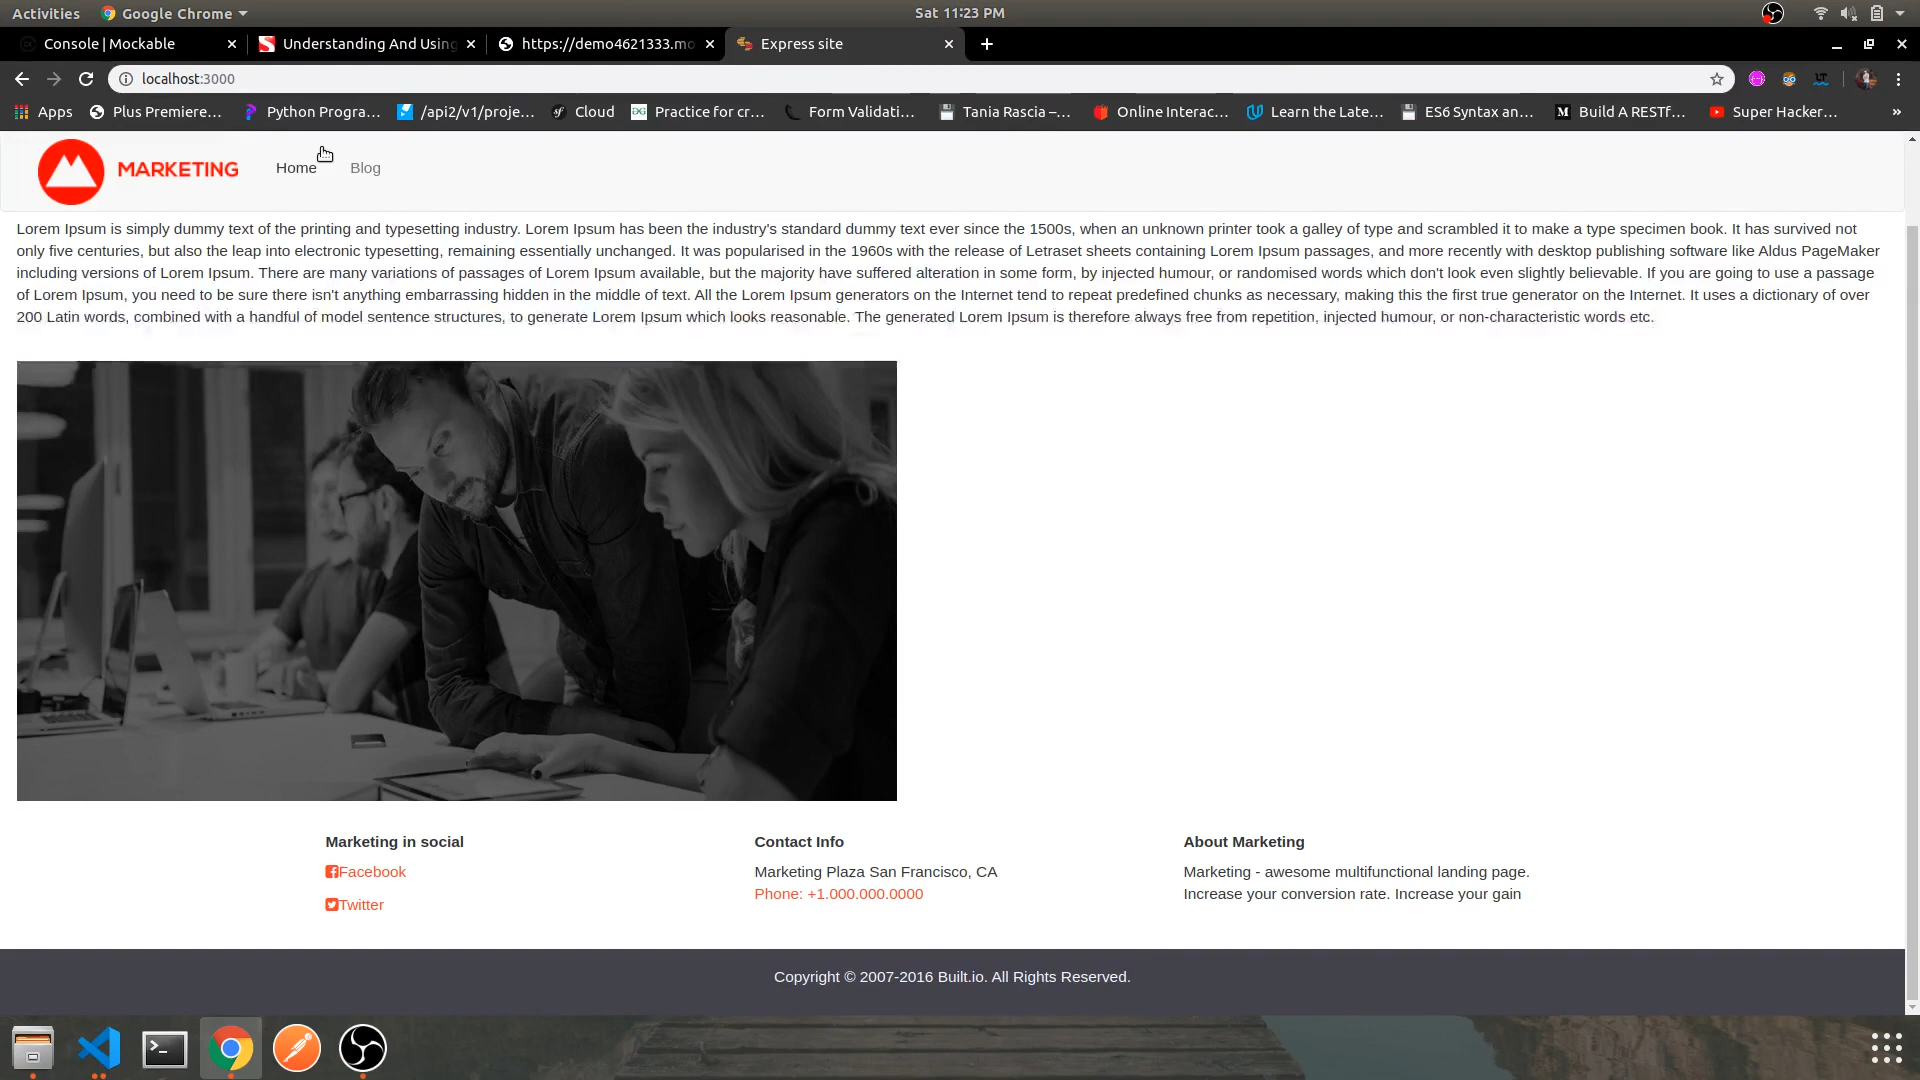 Activities
Google Chrome
Sat 11:23 PM
Console | Mockable
Understanding And Using
https://demo4621333.mo
Express site
localhost:3000
Apps
Plus Premiere…
Python Progra…
/api2/v1/proje…
Cloud
Practice for cr…
Form Validati…
Tania Rascia –…
Online Interac…
Learn the Late…
ES6 Syntax an…
Build A RESTf…
Super Hacker…
»
MARKETING
Home
Blog
Lorem Ipsum is simply dummy text of the printing and typesetting industry. Lorem Ipsum has been the industry's standard dummy text ever since the 1500s, when an unknown printer took a galley of type and scrambled it to make a type specimen book. It has survived not
only five centuries, but also the leap into electronic typesetting, remaining essentially unchanged. It was popularised in the 1960s with the release of Letraset sheets containing Lorem Ipsum passages, and more recently with desktop publishing software like Aldus PageMaker
including versions of Lorem Ipsum. There are many variations of passages of Lorem Ipsum available, but the majority have suffered alteration in some form, by injected humour, or randomised words which don't look even slightly believable. If you are going to use a passage
of Lorem Ipsum, you need to be sure there isn't anything embarrassing hidden in the middle of text. All the Lorem Ipsum generators on the Internet tend to repeat predefined chunks as necessary, making this the first true generator on the Internet. It uses a dictionary of over
200 Latin words, combined with a handful of model sentence structures, to generate Lorem Ipsum which looks reasonable. The generated Lorem Ipsum is therefore always free from repetition, injected humour, or non-characteristic words etc.
Marketing in social
Facebook
Twitter
Contact Info
Marketing Plaza San Francisco, CA
Phone: +1.000.000.0000
About Marketing
Marketing - awesome multifunctional landing page.
Increase your conversion rate. Increase your gain
Copyright © 2007-2016 Built.io. All Rights Reserved.